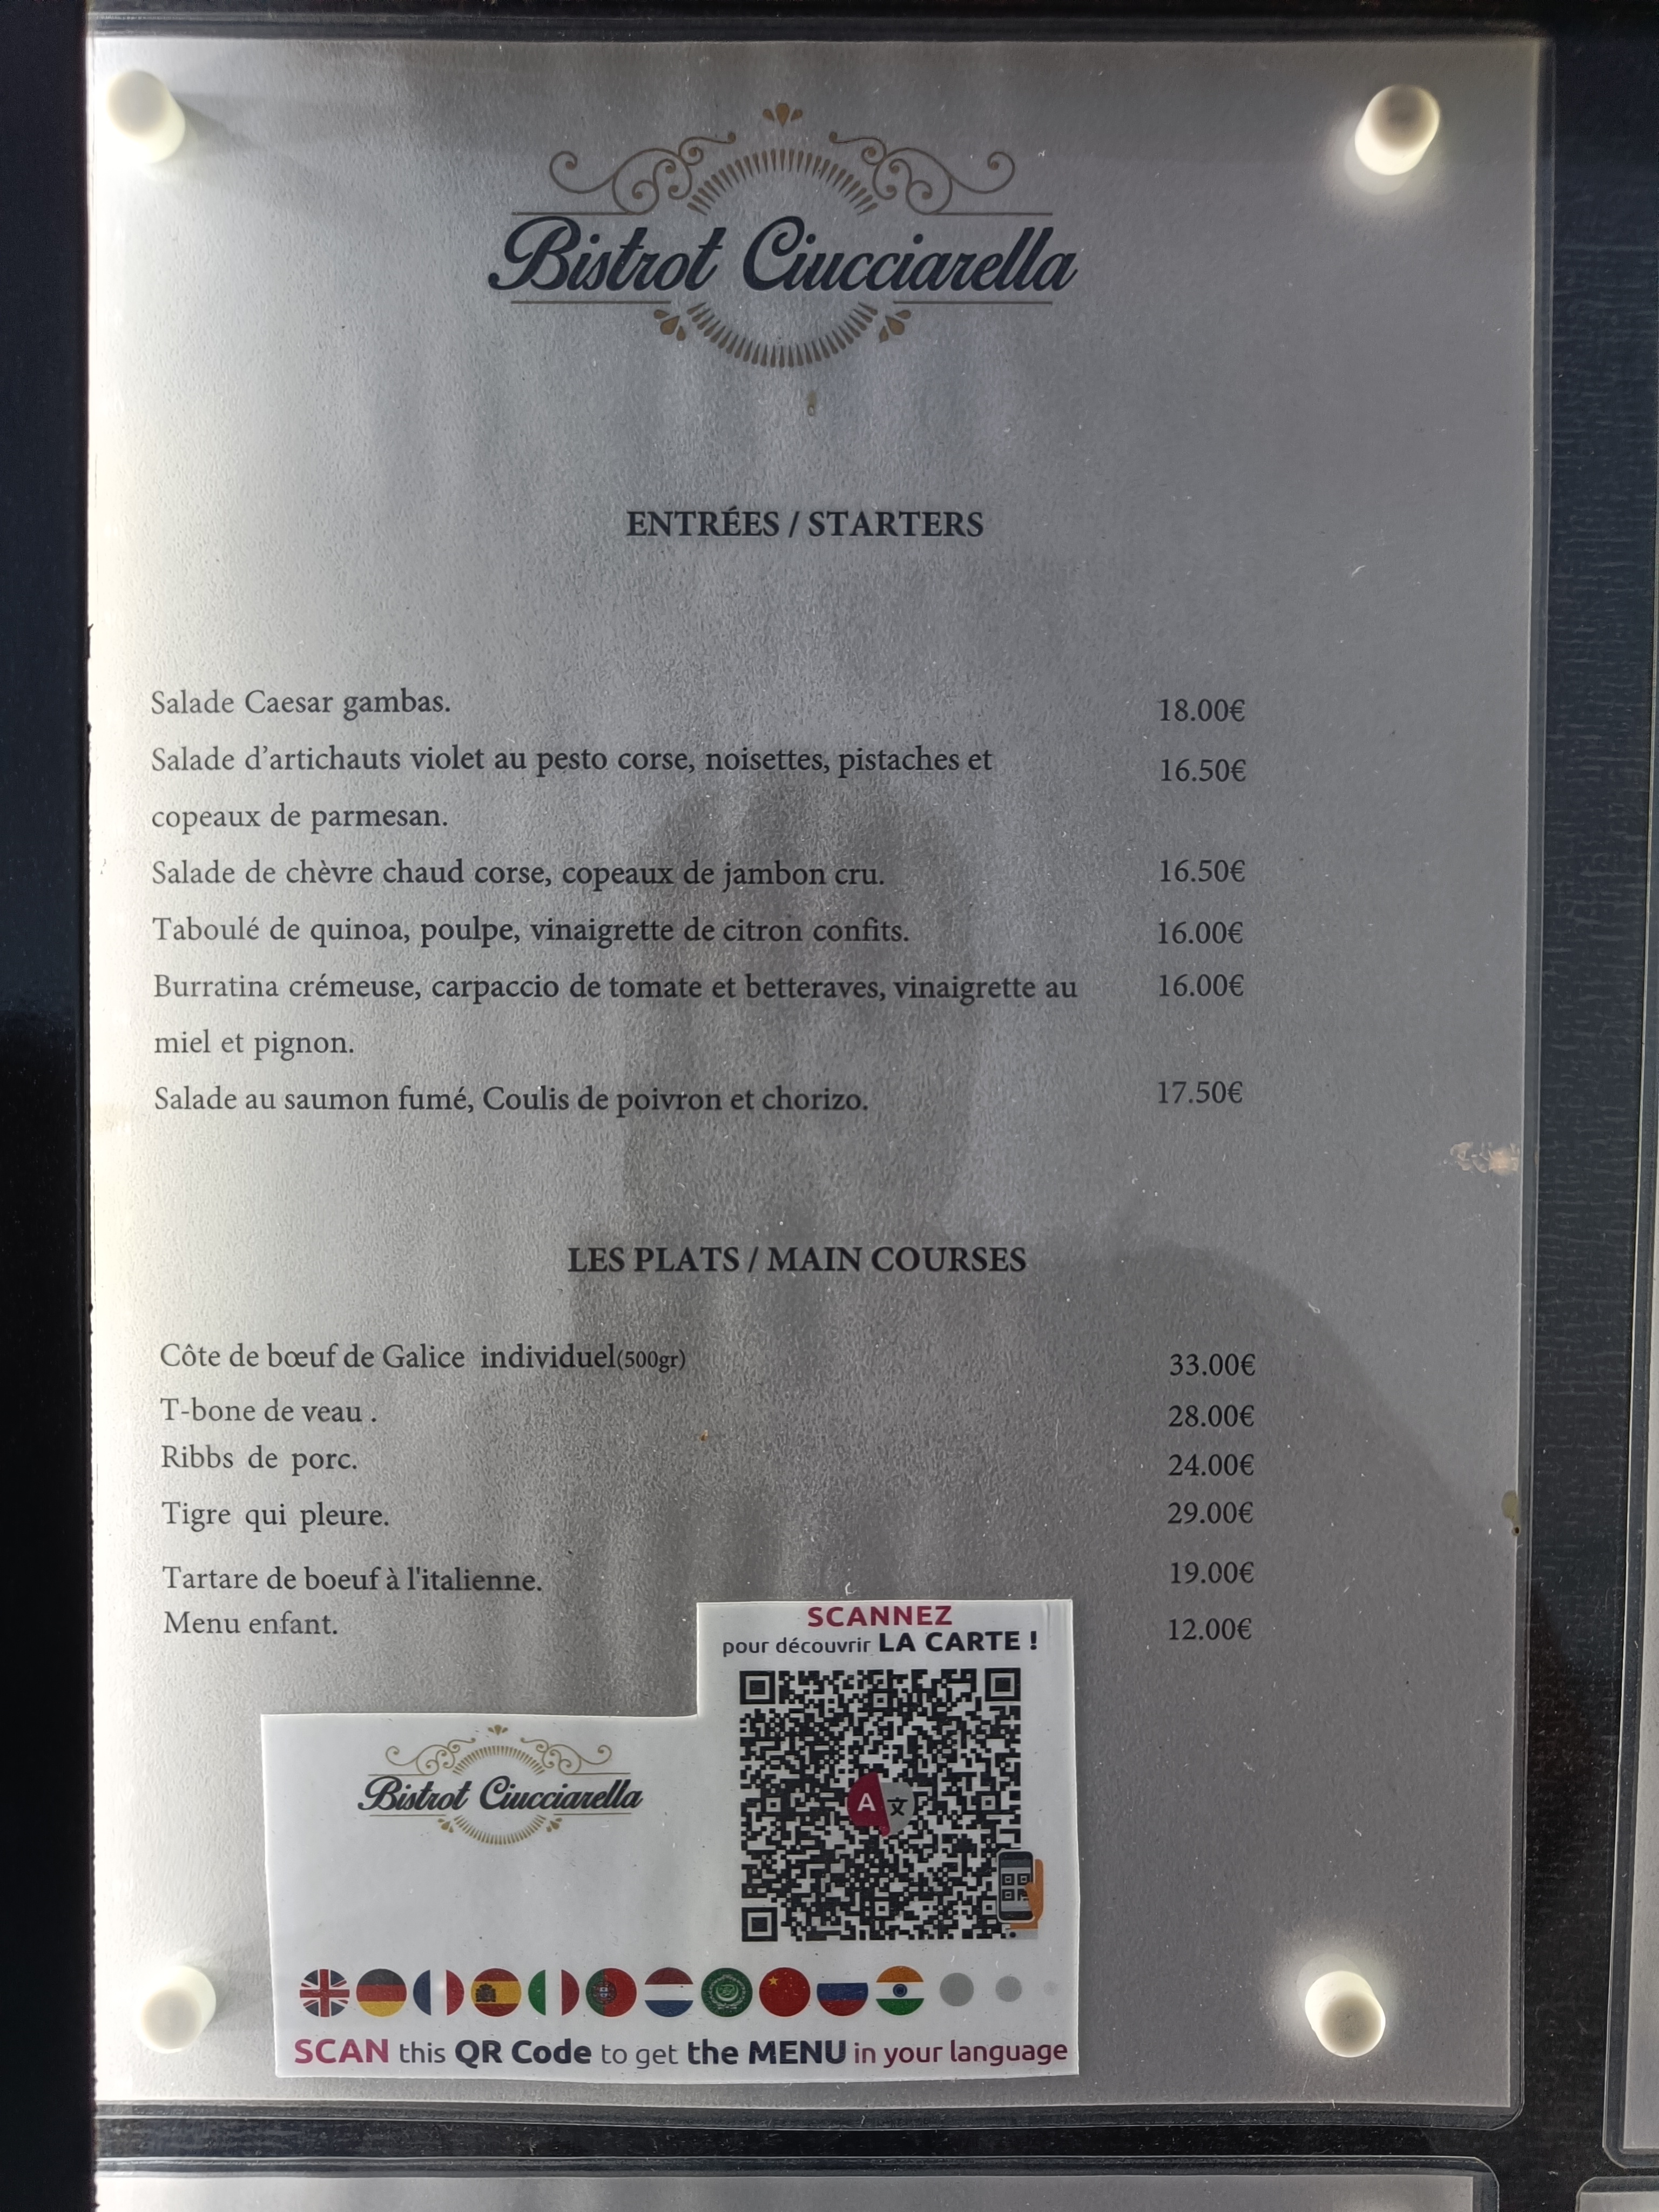 Bistrot Ciucciarella
ENTRÉES / STARTERS
Salade Caesar gambas. 18.00€
Salade d’artichauts violet au pesto corse, noisettes, pistaches et 16.50€
copeaux de parmesan.
Salade de chèvre chaud corse, copeaux de jambon cru. 16.50€
Taboulé de quinoa, poulpe, vinaigrette de citron confits. 16.00€
Burratina crémeuse, carpaccio de tomate et betteraves, vinaigrette au 16.00€
miel et pignon.
Salade au saumon fumé, Coulis de poivron et chorizo. 17.50€
LES PLATS / MAIN COURSES
Côte de bœuf de Galice individuel(500gr) 33.00€
T-bone de veau . 28.00€
Ribbs de porc. 24.00€
Tigre qui pleure. 29.00€
Tartare de boeuf à l'italienne. 19.00€
Menu enfant. 12.00€
SCANNEZ
pour découvrir LA CARTE !
A 文
Bistrot Ciucciarella
SCAN this QR Code to get the MENU in your language